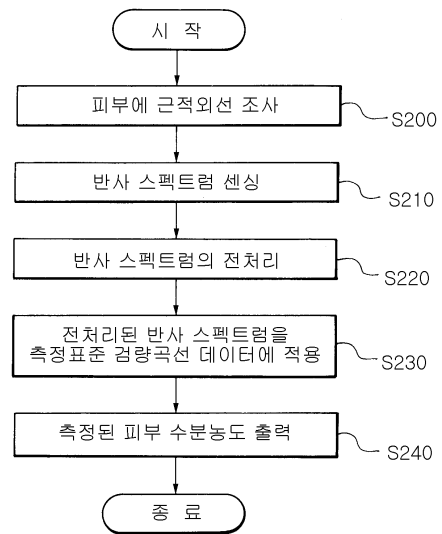 시 작
피부에 근적외선 조사
S200
반사 스펙트럼 센싱
S210
반사 스펙트럼의 전처리
S220
전처리된 반사 스펙트럼을
측정표준 검량곡선 데이터에 적용
S230
측정된 피부 수분농도 출력
S240
종 료